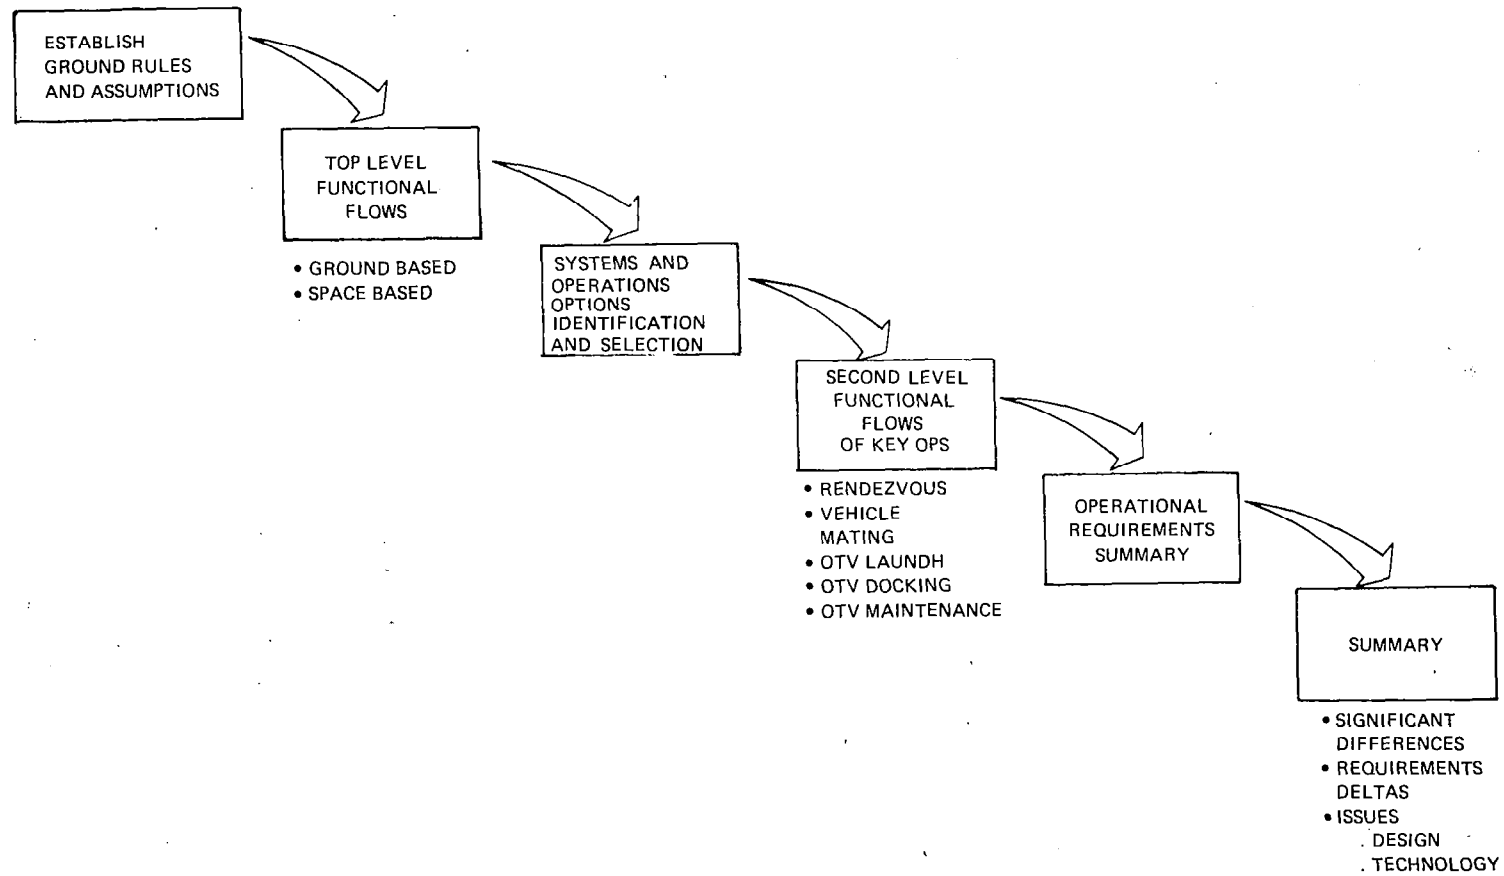 ESTABLISH
GROUND RULES
AND ASSUMPTIONS
TOP LEVEL
FUNCTIONAL
FLOWS
• GROUND BASED
• SPACE BASED
SYSTEMS AND
OPERATIONS
OPTIONS
IDENTIFICATION
AND SELECTION
SECOND LEVEL
FUNCTIONAL
FLOWS
OF KEY OPS
• RENDEZVOUS
• VEHICLE
MATING
• OTV LAUNDH
• OTV DOCKING
• OTV MAINTENANCE
OPERATIONAL
REQUIREMENTS
SUMMARY
SUMMARY
• SIGNIFICANT
DIFFERENCES
• REQUIREMENTS
DELTAS
• ISSUES
. DESIGN
. TECHNOLOGY